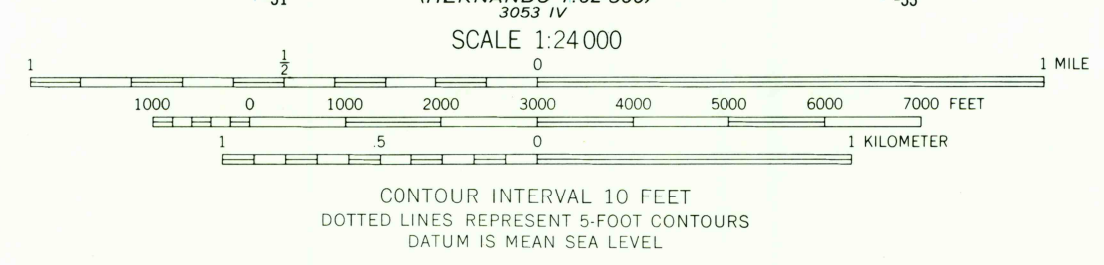 3053 IV
SCALE 1:24 000
1 1/2 0 1 MILE
1000 0 1000 2000 3000 4000 5000 6000 7000 FEET
1 .5 0 1 KILOMETER
CONTOUR INTERVAL 10 FEET
DOTTED LINES REPRESENT 5-FOOT CONTOURS
DATUM IS MEAN SEA LEVEL